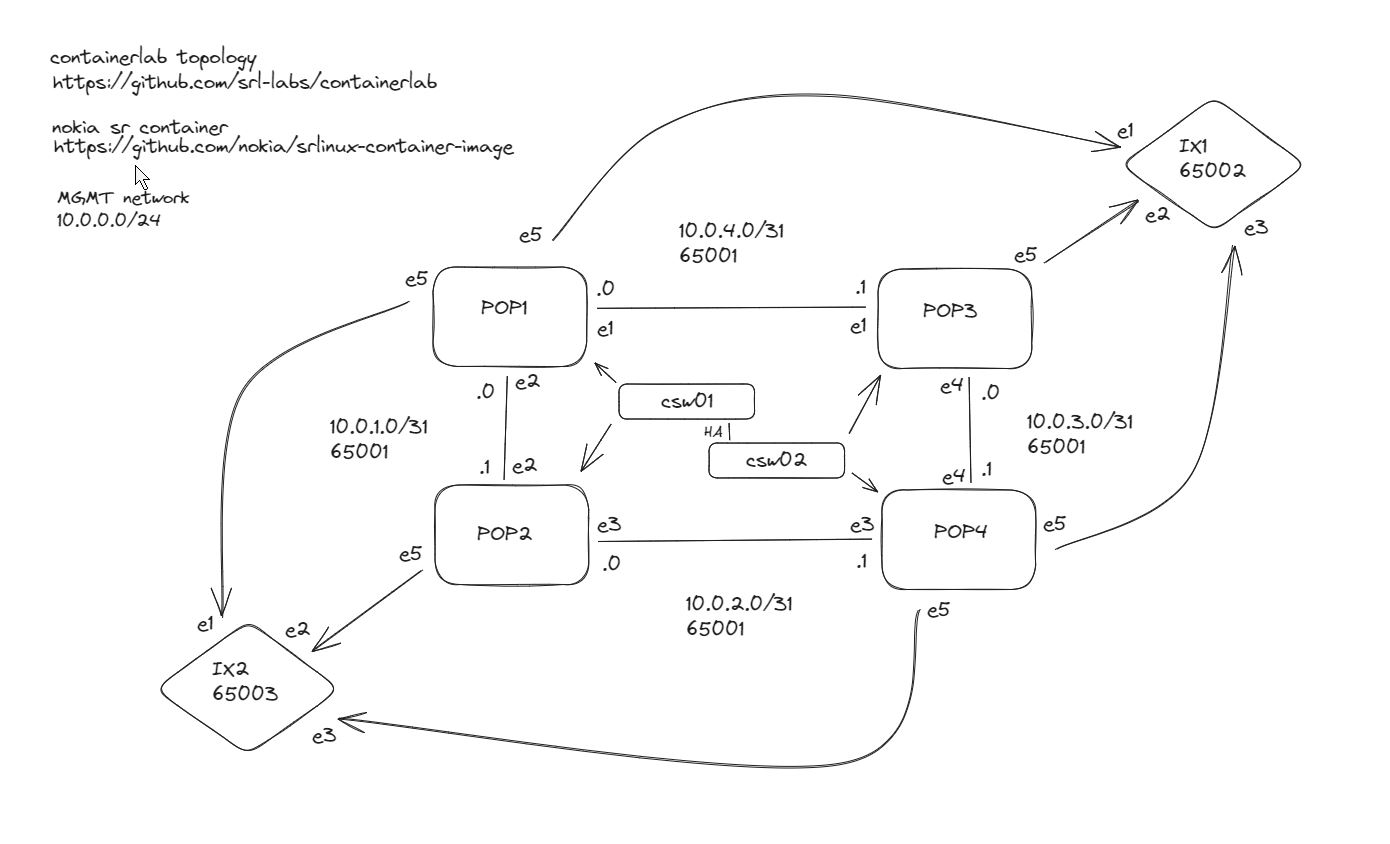 containerlab topology
https://github.com/srl-labs/containerlab
nokia sr container
https://github.com/nokia/srlinux-container-image
MGMT network
10.0.0.0/24
e1
IX1
65002
e2
e3
e5
10.0.4.0/31
65001
e5
e5
POP1
.0
e1
.1
e1
POP3
.0
e2
csw01
HA
csw02
e4
.0
10.0.1.0/31
65001
10.0.3.0/31
65001
.1
e2
e4
.1
POP2
e3
.0
e3
.1
POP4
e5
e5
10.0.2.0/31
65001
e5
e1
e2
IX2
65003
e3